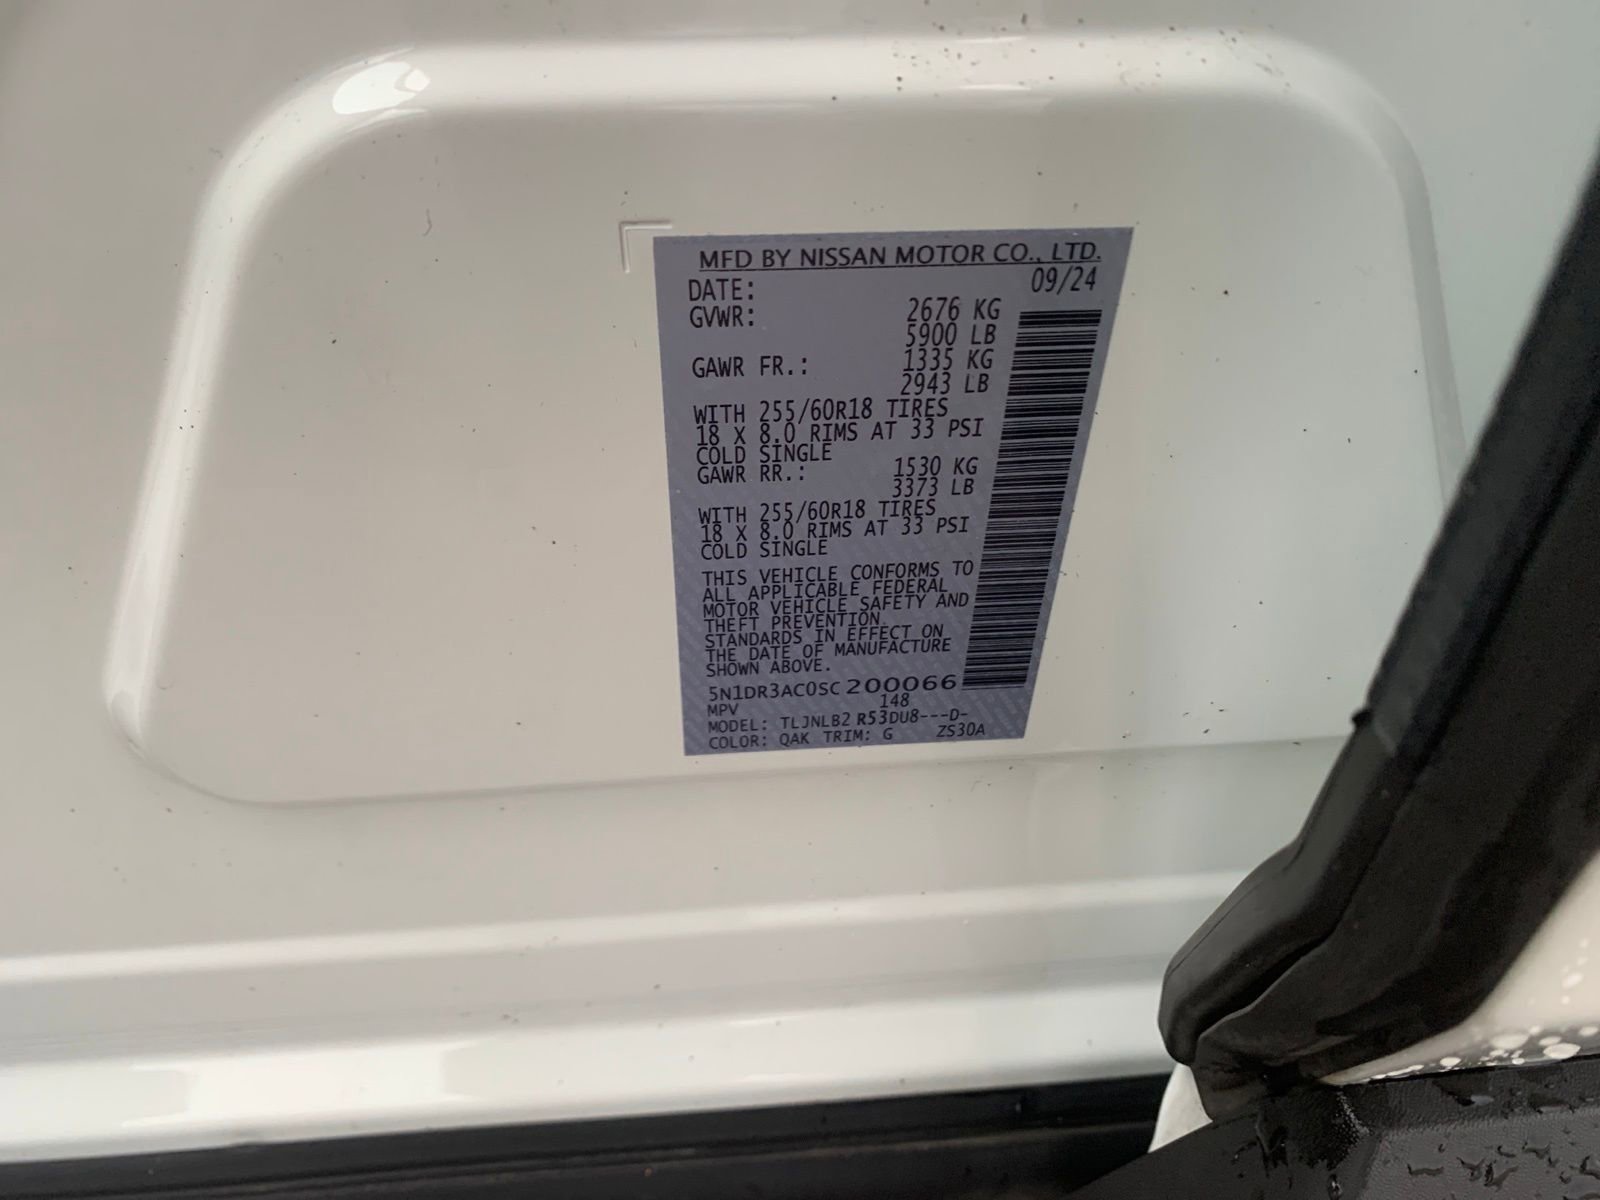 MFD BY NISSAN MOTOR CO., LTD.
DATE: 09/24
GVWR: 2676 KG
5900 LB
GAWR FR.: 1335 KG
2943 LB
WITH 255/60R18 TIRES
18 X 8.0 RIMS AT 33 PSI
COLD SINGLE
GAWR RR.: 1530 KG
3373 LB
WITH 255/60R18 TIRES
18 X 8.0 RIMS AT 33 PSI
COLD SINGLE
THIS VEHICLE CONFORMS TO
ALL APPLICABLE FEDERAL
MOTOR VEHICLE SAFETY AND
THEFT PREVENTION
STANDARDS IN EFFECT ON
THE DATE OF MANUFACTURE
SHOWN ABOVE.
5N1DR3AC0SC200066
MPV 148
MODEL: TLJNLB2 R53DU8---D-
COLOR: QAK TRIM: G ZS30A